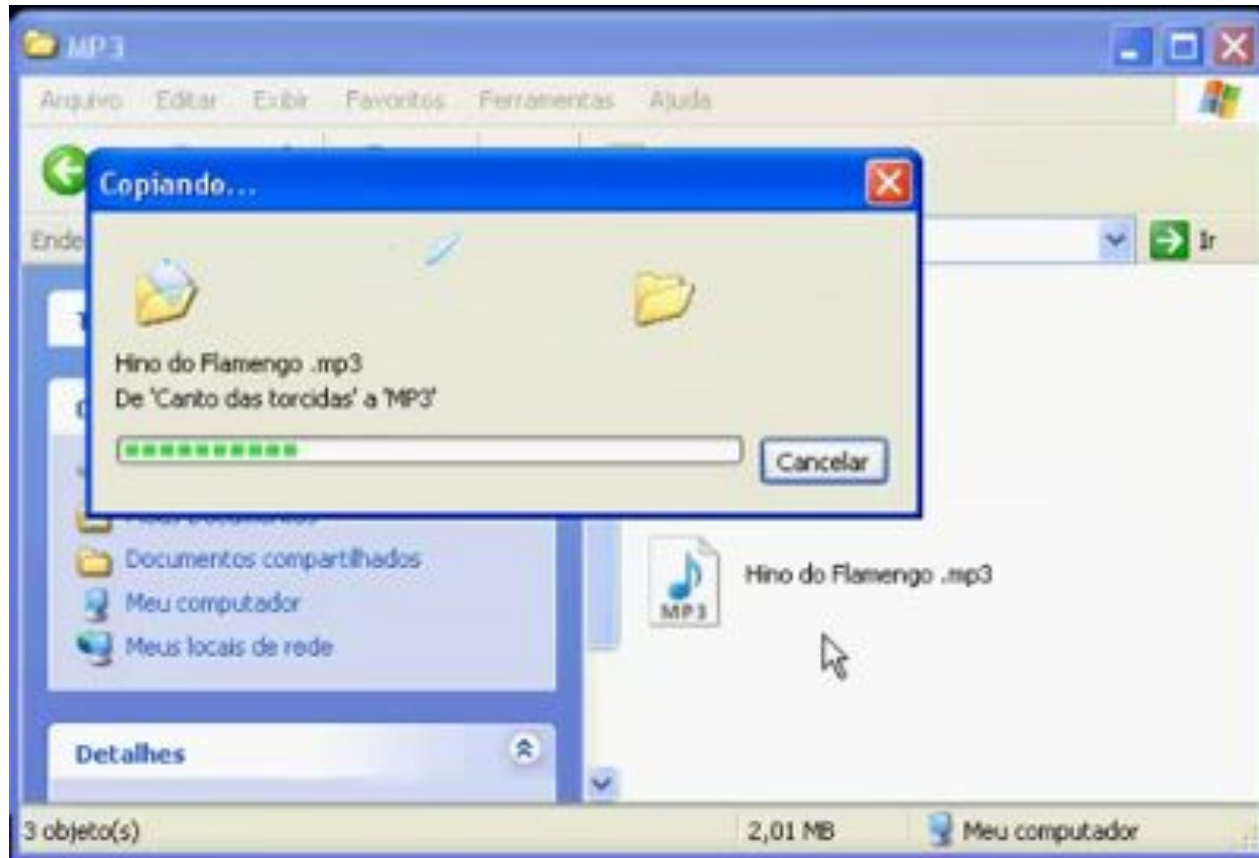 MP3
Arquivo Editar Exibir Favoritos Ferramentas Ajuda
Copiando...
Ende
Ir
Hino do Flamengo .mp3
De 'Canto das torcidas' a 'MP3'
Cancelar
Documentos compartilhados
Meu computador
Meus locais de rede
MP3
Hino do Flamengo .mp3
Detalhes
3 objeto(s)
2,01 MB
Meu computador